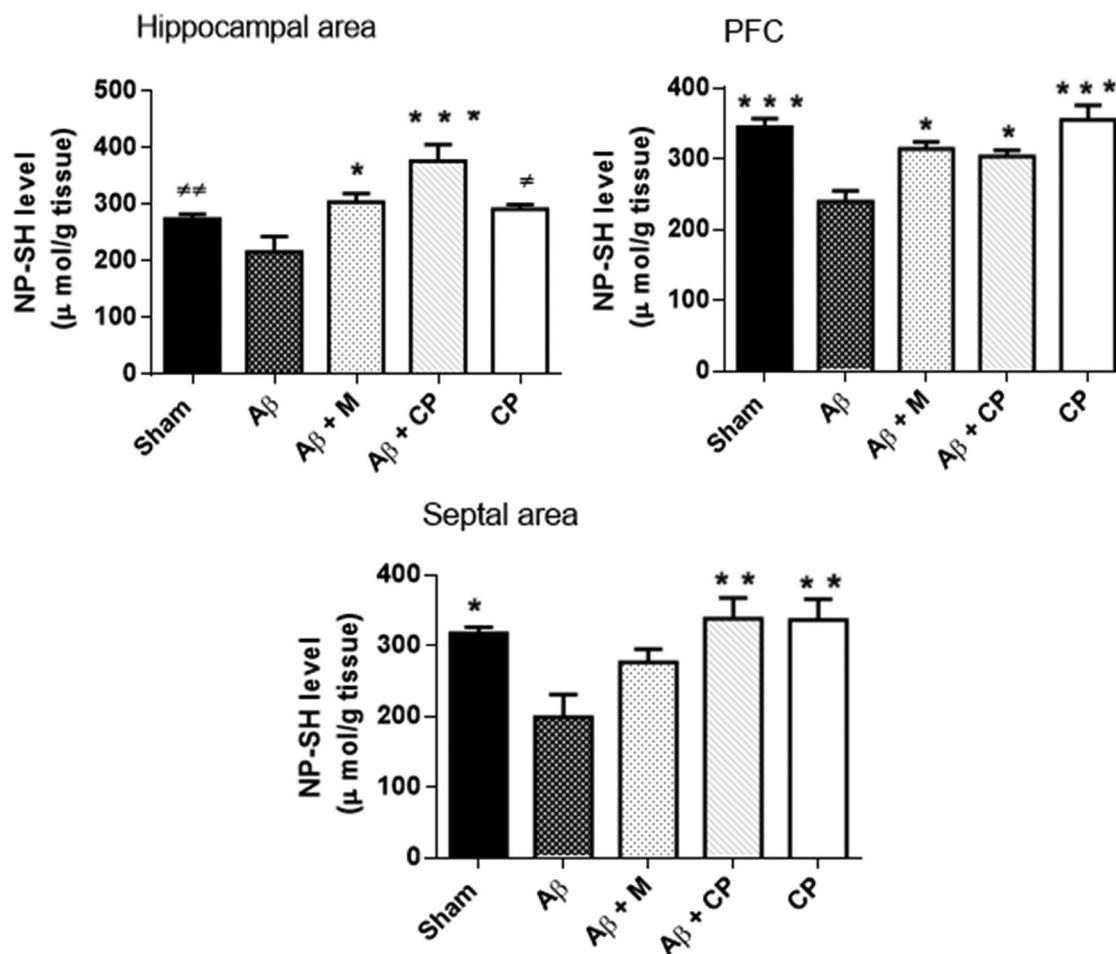 Hippocampal area
NP-SH level
(μ mol/g tissue)
500
400
300
200
100
0
≠≠
*
* * *
≠
Sham
Aβ
Aβ + M
Aβ + CP
CP
PFC
NP-SH level
(μ mol/g tissue)
400
300
200
100
0
* * *
*
*
* * *
Sham
Aβ
Aβ + M
Aβ + CP
CP
Septal area
NP-SH level
(μ mol/g tissue)
400
300
200
100
0
*
* *
* *
Sham
Aβ
Aβ + M
Aβ + CP
CP